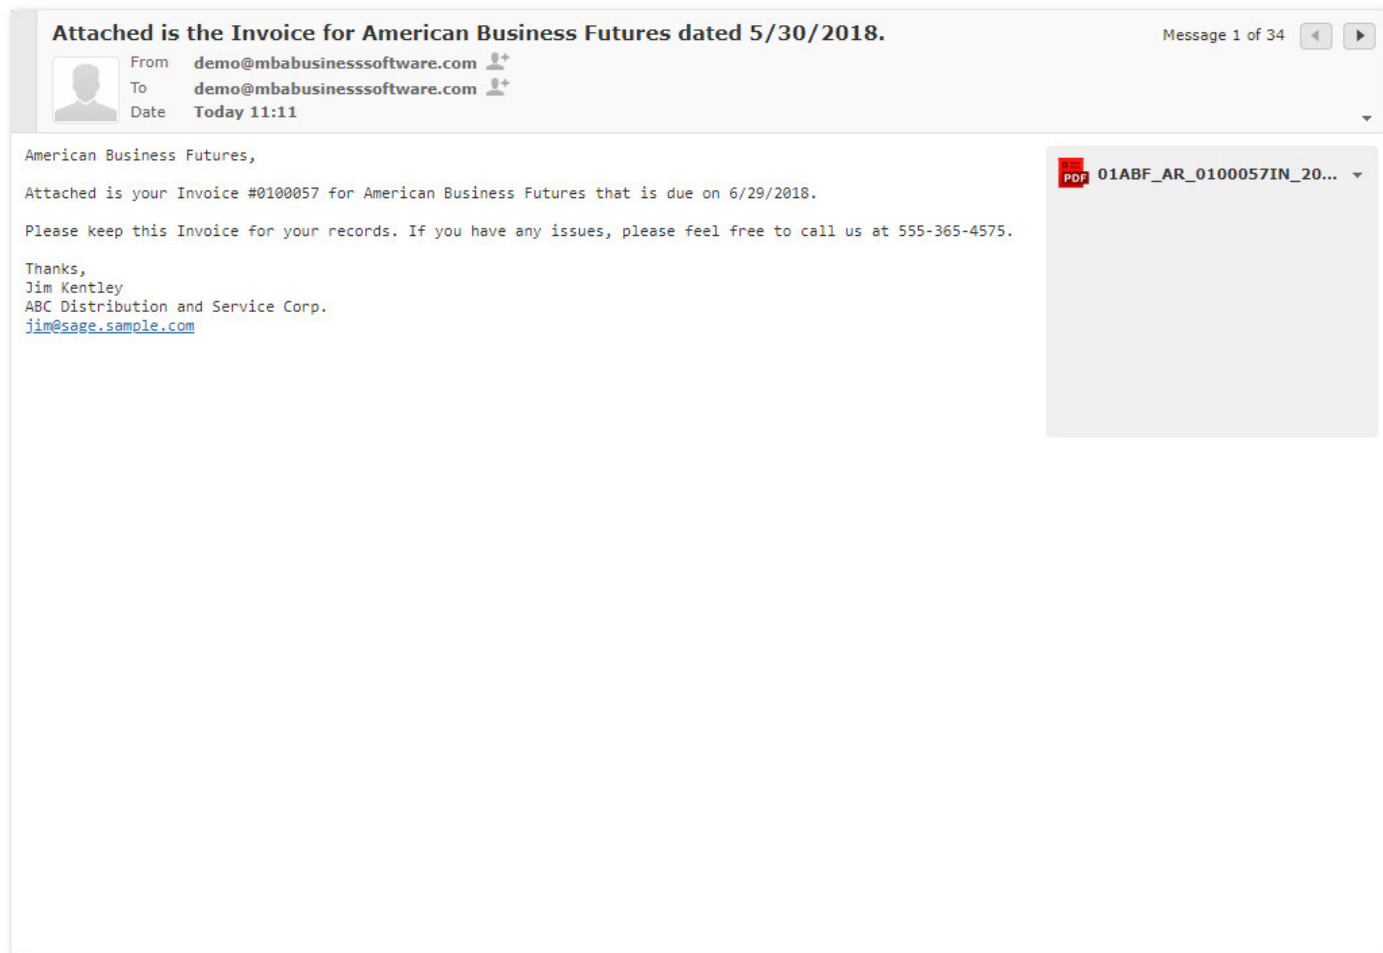 Attached is the Invoice for American Business Futures dated 5/30/2018.
Message 1 of 34
From demo@mbabusinesssoftware.com
To demo@mbabusinesssoftware.com
Date Today 11:11
American Business Futures,
Attached is your Invoice #0100057 for American Business Futures that is due on 6/29/2018.
Please keep this Invoice for your records. If you have any issues, please feel free to call us at 555-365-4575.
Thanks,
Jim Kentley
ABC Distribution and Service Corp.
jim@sage.sample.com
PDF 01ABF_AR_0100057IN_20...